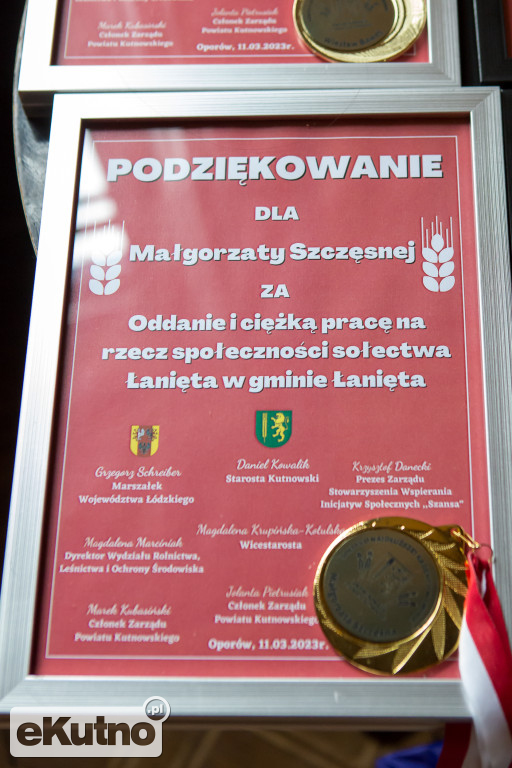 Jolanta Pietrusiak
Marek Kubasiński
Członek Zarządu
Członek Zarządu
Powiatu Kutnowskiego
Powiatu Kutnowskiego
Oporów, 11.03.2023r.
PODZIĘKOWANIE
DLA
Małgorzaty Szczęsnej
ZA
Oddanie i ciężką pracę na
rzecz społeczności sołectwa
Łanięta w gminie Łanięta
Grzegorz Schreiber
Marszałek
Województwa Łódzkiego
Daniel Kowalik
Starosta Kutnowski
Krzysztof Danecki
Prezes Zarządu
Stowarzyszenia Wspierania
Inicjatyw Społecznych ,,Szansa"
Magdalena Krupińska-Kotulska
Wicestarosta
Magdalena Marciniak
Dyrektor Wydziału Rolnictwa,
Leśnictwa i Ochrony Środowiska
Jolanta Pietrusiak
Członek Zarządu
Powiatu Kutnowskiego
Marek Kubasiński
Członek Zarządu
Powiatu Kutnowskiego
Oporów, 11.03.2023r.
eKutno.pl